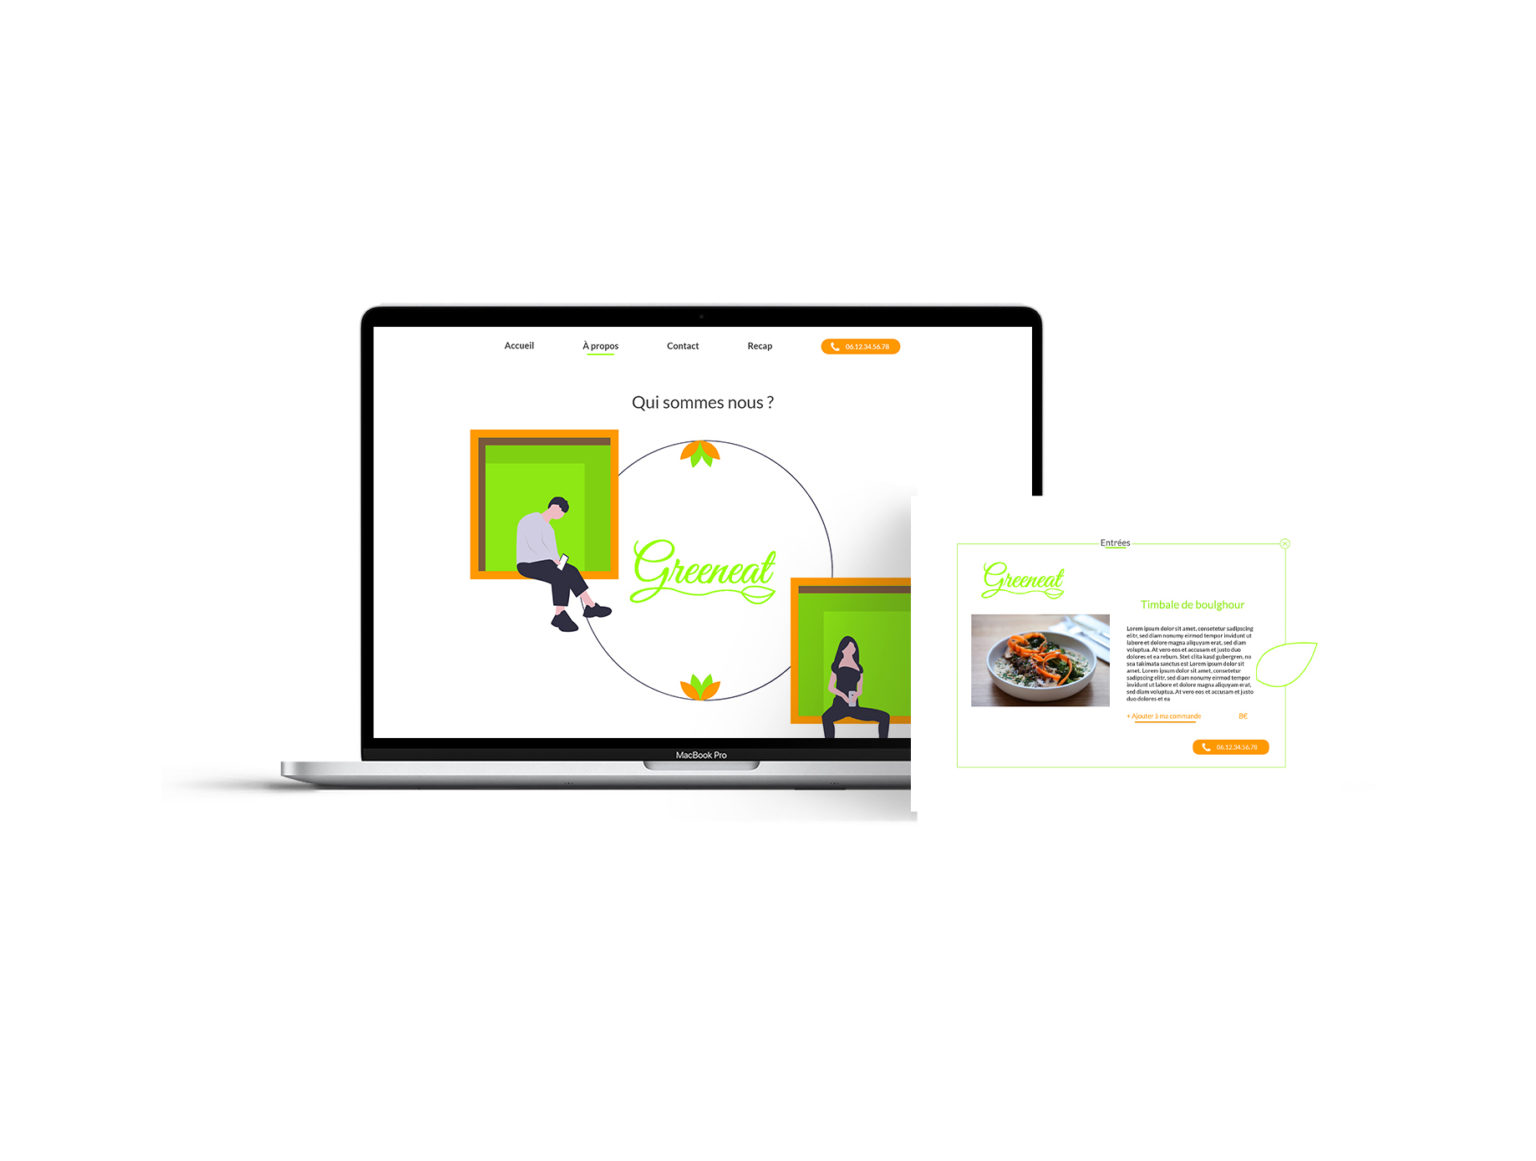 Accueil
À propos
Contact
Recap
06.12.34.56.78
Qui sommes nous ?
Greeneat
MacBook Pro
Entrées
Greeneat
Timbale de boulghour
Lorem ipsum dolor sit amet, consetetur sadipscing
elitr, sed diam nonumy eirmod tempor invidunt ut
labore et dolore magna aliquyam erat, sed diam
voluptua. At vero eos et accusam et justo duo
dolores et ea rebum. Stet clita kasd gubergren, no
sea takimata sanctus est Lorem ipsum dolor sit
amet. Lorem ipsum dolor sit amet, consetetur
sadipscing elitr, sed diam nonumy eirmod tempor
invidunt ut labore et dolore magna aliquyam erat,
sed diam voluptua. At vero eos et accusam et justo
duo dolores et ea
+ Ajouter à ma commande
8€
06.12.34.56.78